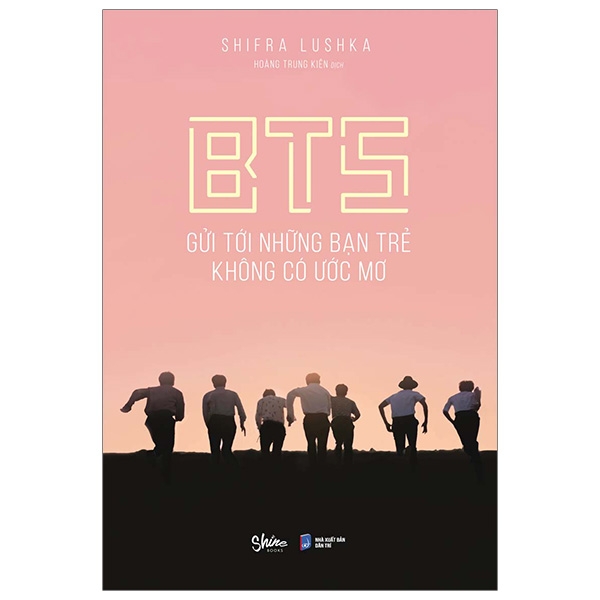 SHIFRA LUSHKA
HOÀNG TRUNG KIÊN DỊCH
BTS
GỬI TỚI NHỮNG BẠN TRẺ
KHÔNG CÓ ƯỚC MƠ
Shine
BOOKS
NHÀ XUẤT BẢN
DÂN TRÍ